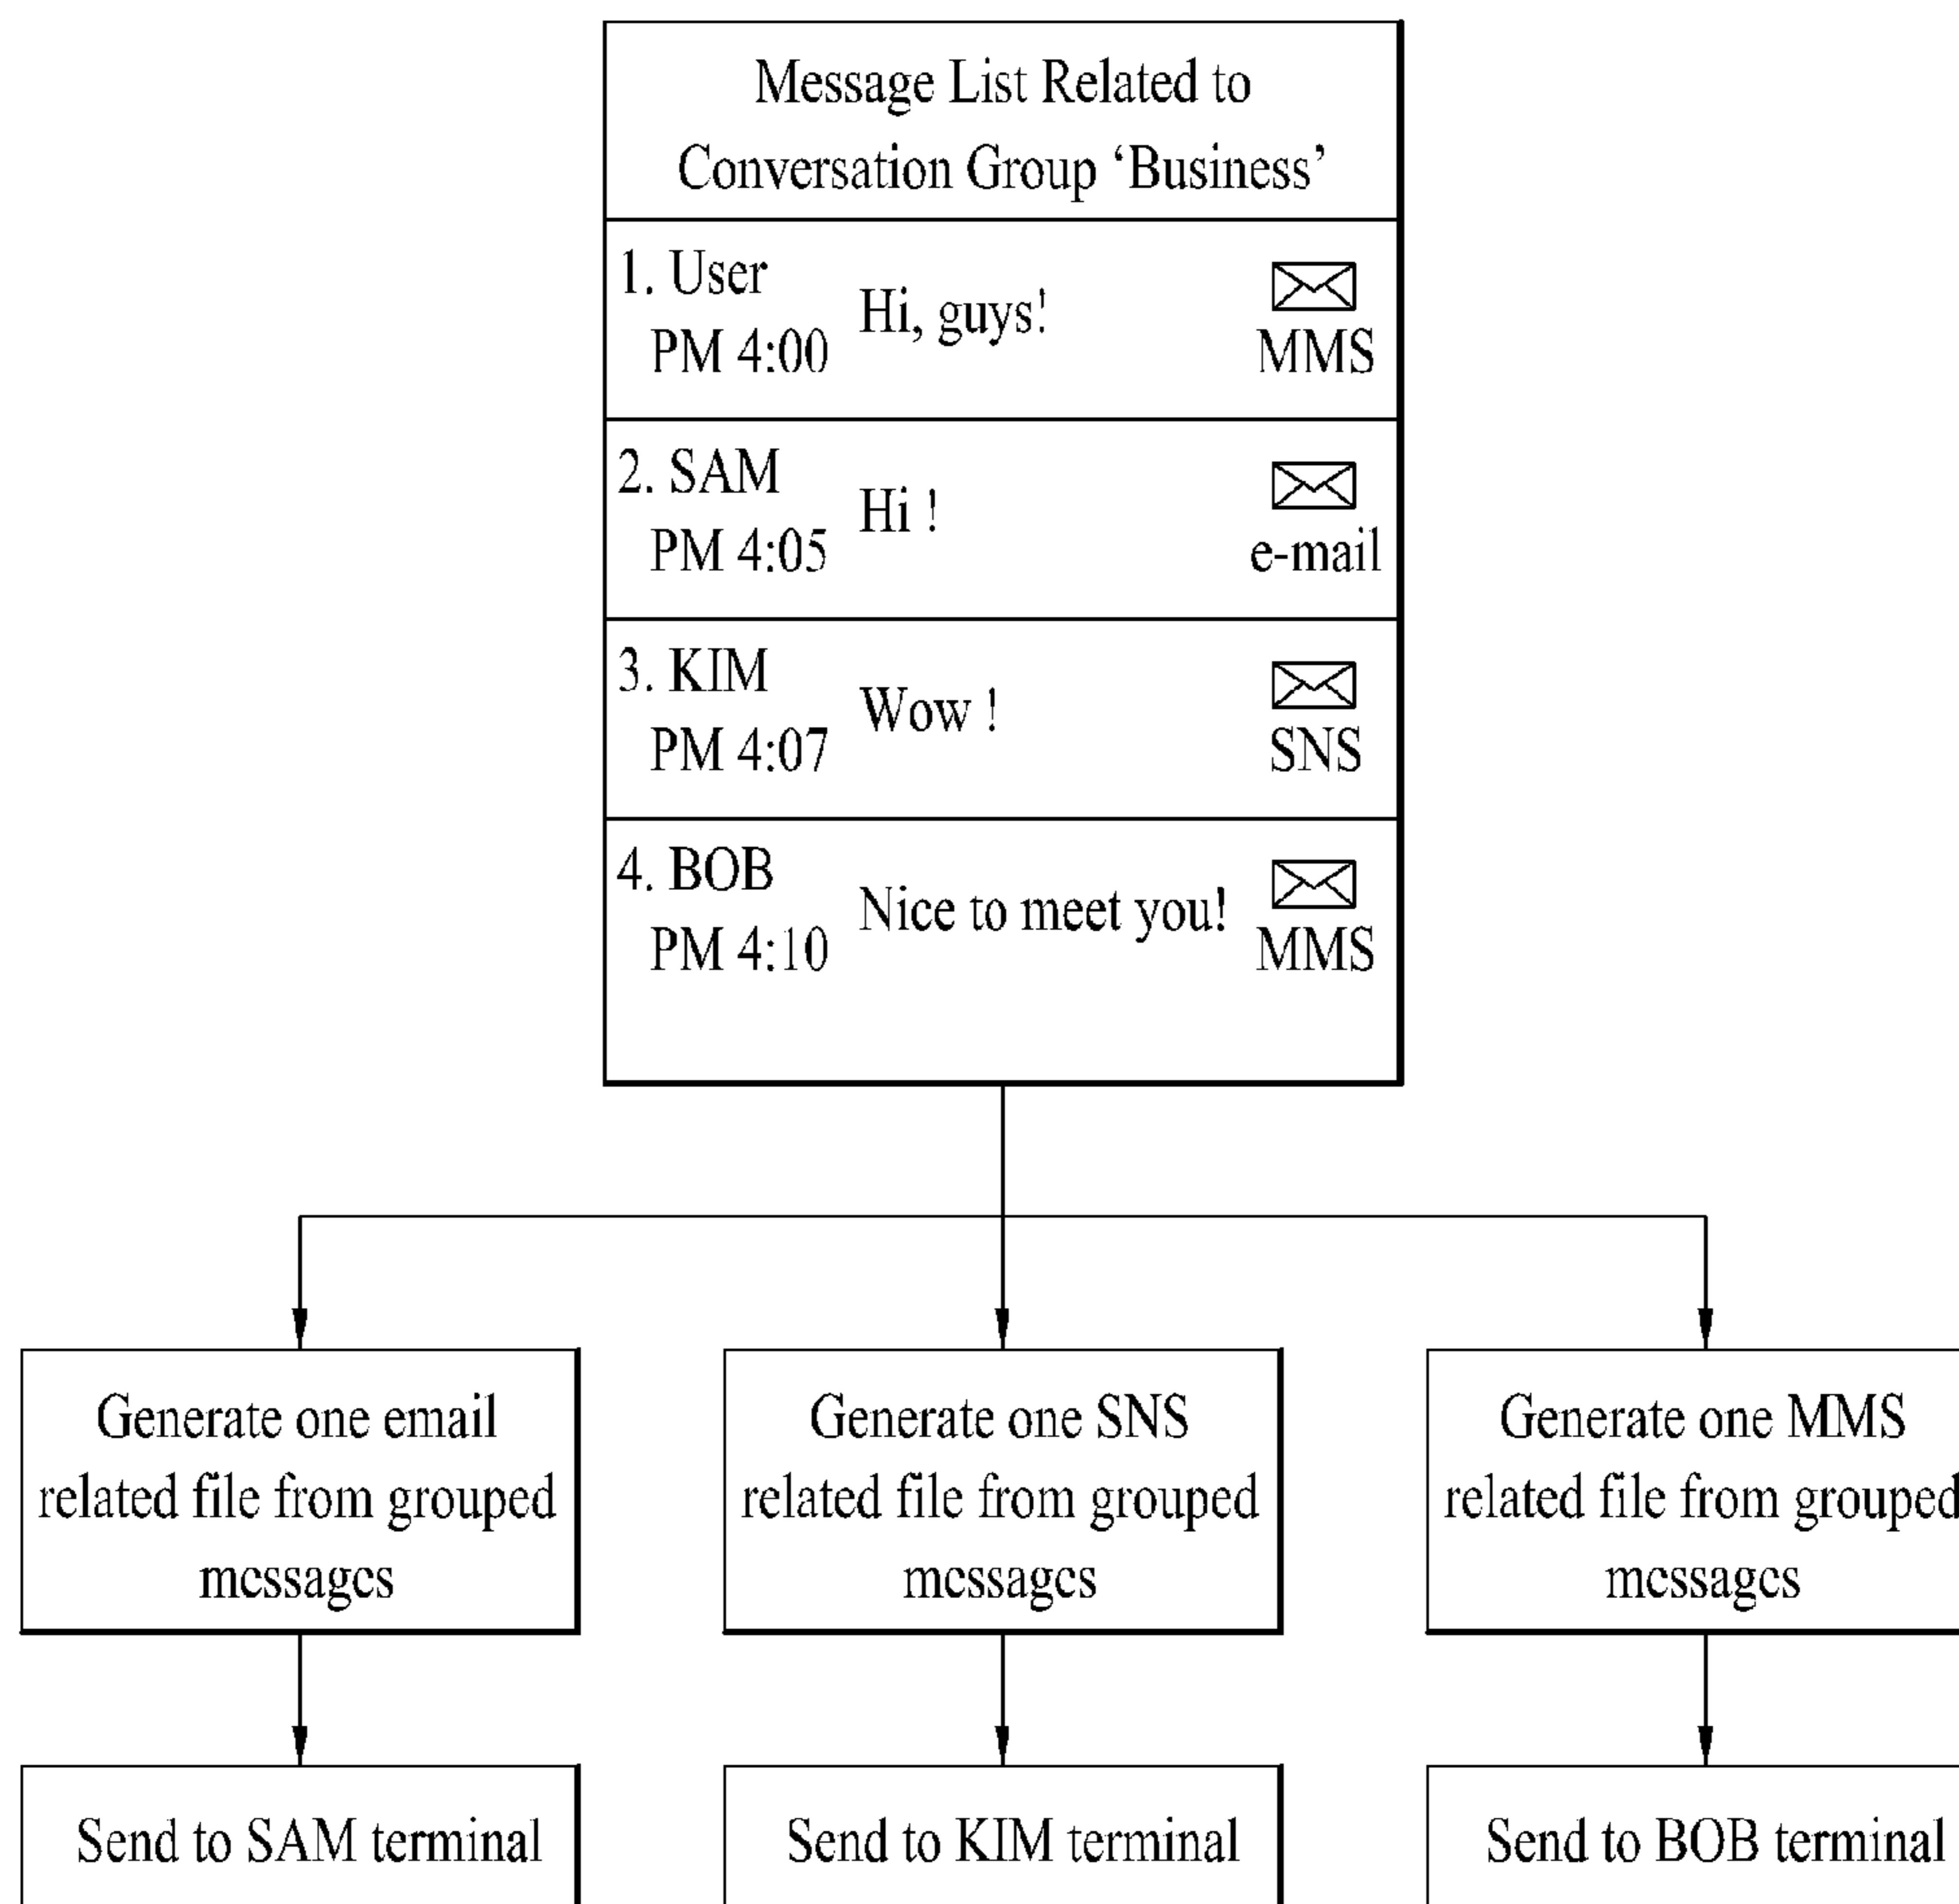 Message List Related to
Conversation Group ‘Business’
1. User
PM 4:00
Hi, guys!
MMS
2. SAM
PM 4:05
Hi !
e-mail
3. KIM
PM 4:07
Wow !
SNS
4. BOB
PM 4:10
Nice to meet you!
MMS
Generate one email
related file from grouped
messages
Generate one SNS
related file from grouped
messages
Generate one MMS
related file from grouped
messages
Send to SAM terminal
Send to KIM terminal
Send to BOB terminal